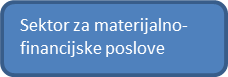 Sektor za materijalno-
financijske poslove